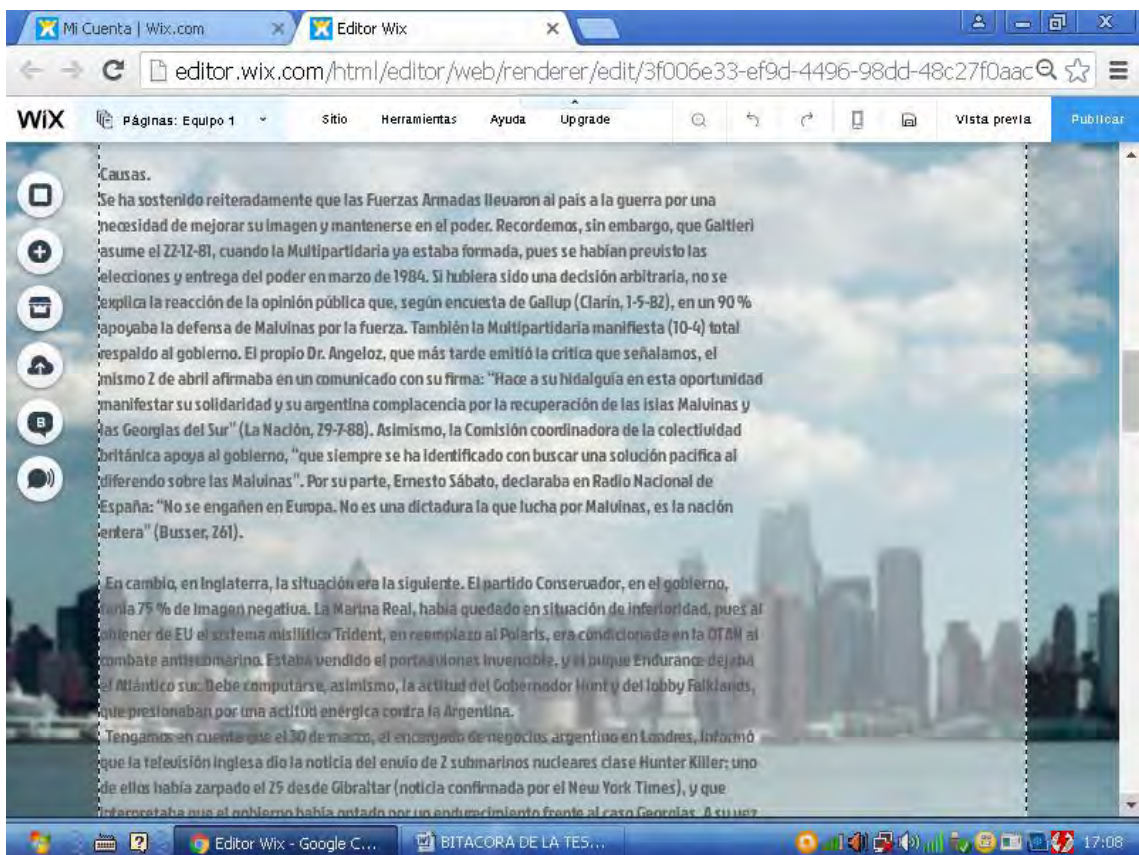 Mi Cuenta | Wix.com
Editor Wix
editor.wix.com/html/editor/web/renderer/edit/3f006e33-ef9d-4496-98dd-48c27f0aac
WiX
Páginas: Equipo 1
Sitio
Herramientas
Ayuda
Upgrade
Vista previa
Publicar
Causas.
Se ha sostenido reiteradamente que las Fuerzas Armadas llevaron al país a la guerra por una
necesidad de mejorar su imagen y mantenerse en el poder. Recordemos, sin embargo, que Galtieri
asume el 22-12-81, cuando la Multipartidaria ya estaba formada, pues se habían previsto las
elecciones y entrega del poder en marzo de 1984. Si hubiera sido una decisión arbitraria, no se
explica la reacción de la opinión pública que, según encuesta de Gallup (Clarín, 1-5-82), en un 90 %
apoyaba la defensa de Malvinas por la fuerza. También la Multipartidaria manifiesta (10-4) total
respaldo al gobierno. El propio Dr. Angeloz, que más tarde emitió la crítica que señalamos, el
mismo 2 de abril afirmaba en un comunicado con su firma: “Hace a su hidalguía en esta oportunidad
manifestar su solidaridad y su argentina complacencia por la recuperación de las islas Malvinas y
las Georgias del Sur” (La Nación, 29-7-88). Asimismo, la Comisión coordinadora de la colectividad
británica apoya al gobierno, “que siempre se ha identificado con buscar una solución pacífica al
diferendo sobre las Malvinas”. Por su parte, Ernesto Sábato, declaraba en Radio Nacional de
España: “No se engañen en Europa. No es una dictadura la que lucha por Malvinas, es la nación
entera” (Busser, 261).
En cambio, en Inglaterra, la situación era la siguiente. El partido Conservador, en el gobierno,
tenía 75 % de imagen negativa. La Marina Real, había quedado en situación de inferioridad, pues al
obtener de EU el sistema misilítico Trident, en reemplazo al Polaris, era condicionada en la OTAN al
combate antisubmarino. Estaba vendido el portaaviones Invencible, y el buque Endurance dejaba
el Atlántico sur. Debe computarse, asimismo, la actitud del Gobernador Hunt y del lobby Falklands,
que presionaban por una actitud enérgica contra la Argentina.
Tengamos en cuenta que el 30 de marzo, el encargado de negocios argentino en Londres, informó
que la televisión inglesa dio la noticia del envío de 2 submarinos nucleares clase Hunter Killer: uno
de ellos había zarpado el 25 desde Gibraltar (noticia confirmada por el New York Times), y que
interpretaba que el gobierno había optado por un endurecimiento frente al caso Georgias. A su vez
Editor Wix - Google C...
BITACORA DE LA TES...
17:08